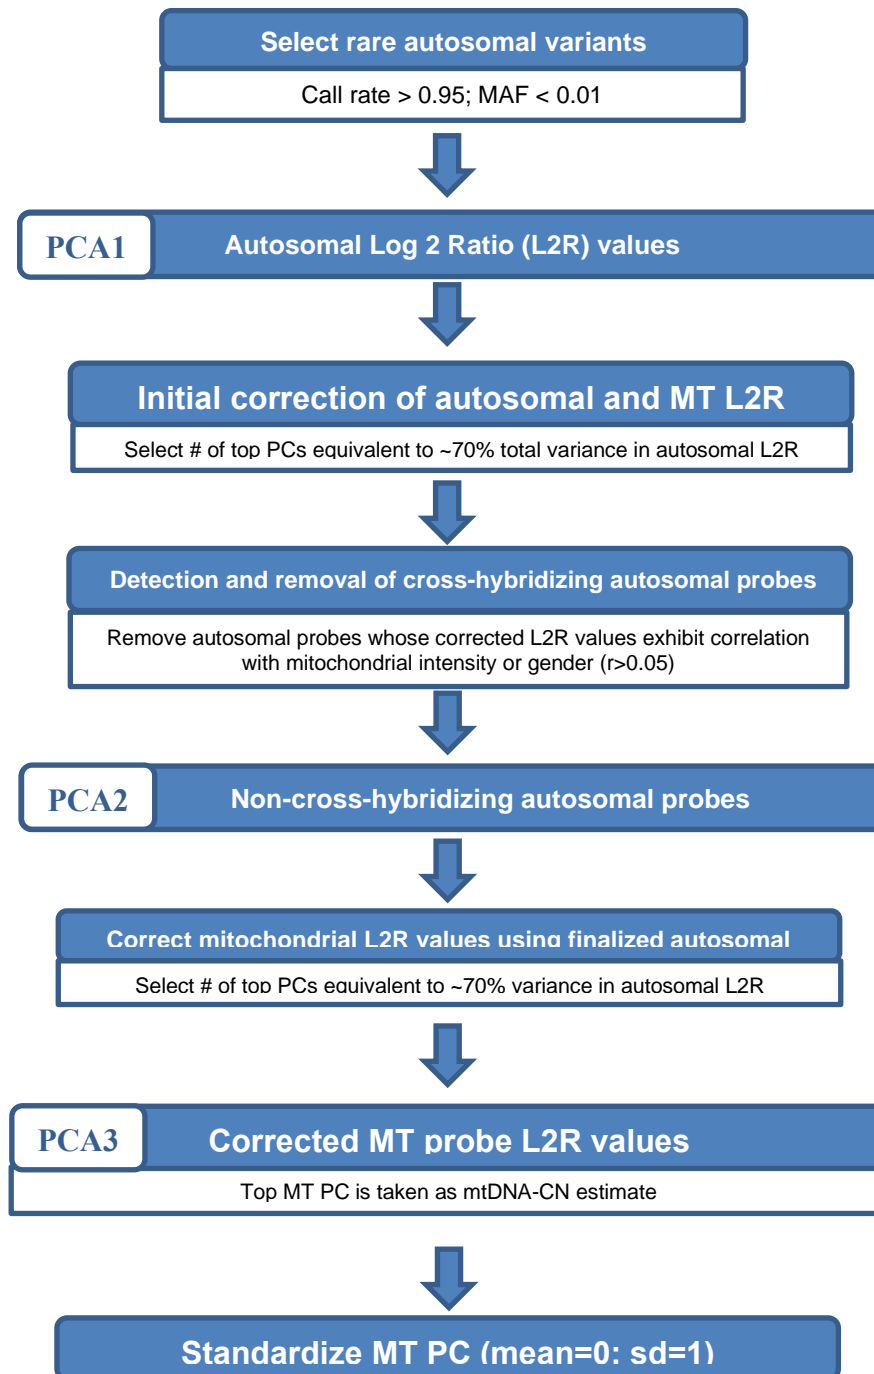 Select rare autosomal variants
Call rate > 0.95; MAF < 0.01
PCA1
Autosomal Log 2 Ratio (L2R) values
Initial correction of autosomal and MT L2R
Select # of top PCs equivalent to ~70% total variance in autosomal L2R
Detection and removal of cross-hybridizing autosomal probes
Remove autosomal probes whose corrected L2R values exhibit correlation
with mitochondrial intensity or gender (r>0.05)
PCA2
Non-cross-hybridizing autosomal probes
Correct mitochondrial L2R values using finalized autosomal
Select # of top PCs equivalent to ~70% variance in autosomal L2R
PCA3
Corrected MT probe L2R values
Top MT PC is taken as mtDNA-CN estimate
Standardize MT PC (mean=0; sd=1)